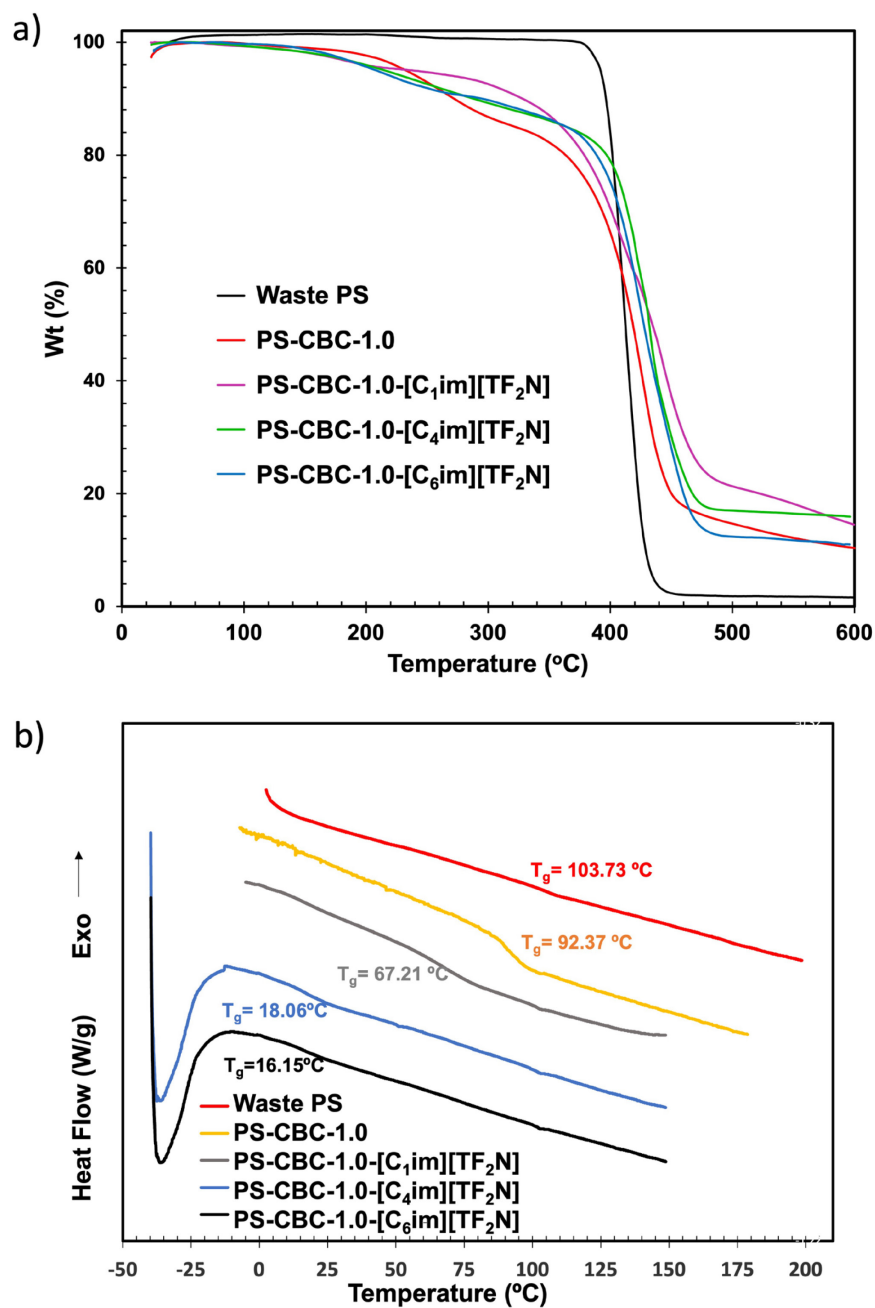 a)
100
80
60
40
20
0
Wt (%)
Waste PS
PS-CBC-1.0
PS-CBC-1.0-[C₁im][TF₂N]
PS-CBC-1.0-[C₄im][TF₂N]
PS-CBC-1.0-[C₆im][TF₂N]
0 100 200 300 400 500 600
Temperature (ºC)
b)
Heat Flow (W/g) Exo →
Tg= 103.73 ºC
Tg= 92.37 ºC
Tg= 67.21 ºC
Tg= 18.06ºC
Tg=16.15ºC
Waste PS
PS-CBC-1.0
PS-CBC-1.0-[C₁im][TF₂N]
PS-CBC-1.0-[C₄im][TF₂N]
PS-CBC-1.0-[C₆im][TF₂N]
-50 -25 0 25 50 75 100 125 150 175 200
Temperature (ºC)